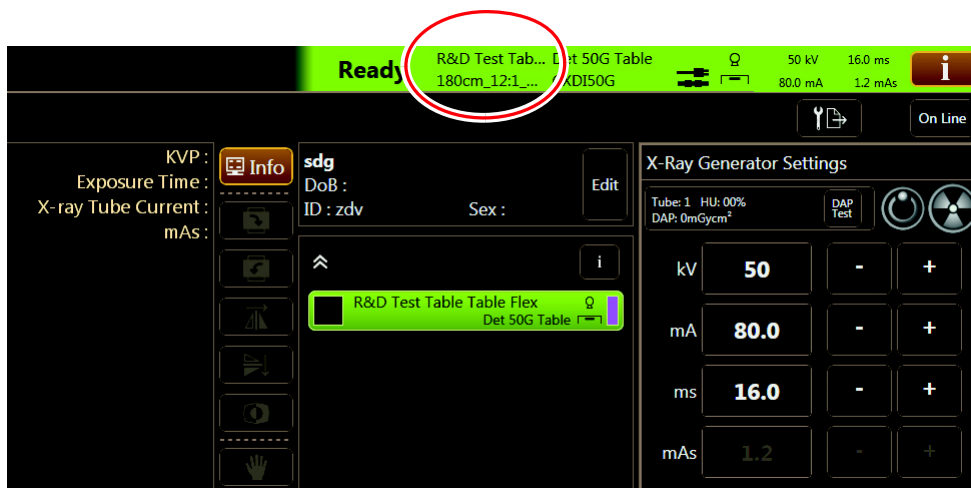 Ready
R&D Test Tab... Det 50G Table
180cm_12:1_... CXDI50G
50 kV 16.0 ms
80.0 mA 1.2 mAs
i
On Line
KVP :
Exposure Time :
X-ray Tube Current :
mAs :
Info
sdg
DoB :
ID : zdv Sex :
Edit
i
R&D Test Table Table Flex
Det 50G Table
X-Ray Generator Settings
Tube: 1 HU: 00%
DAP: 0mGycm²
DAP
Test
kV 50 - +
mA 80.0 - +
ms 16.0 - +
mAs 1.2 - +